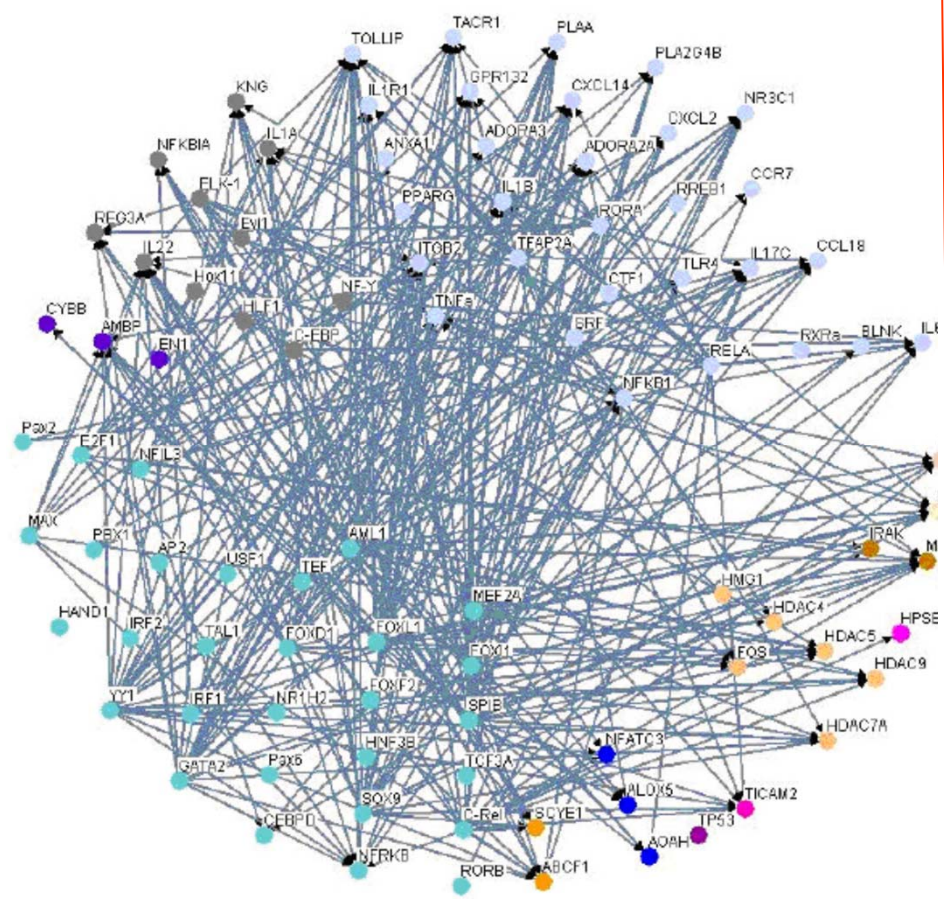 TACR1
PLAA
TOLLIP
PLA2G4B
GPR132
KNG
IL1R1
CXCL14
NR3C1
CXCL2
IL1A
ADORA3
NFKBIA
ANXA1
ADORA2A
CCR7
ELK-1
IL1B
RREB1
PPARG
RORA
REG3A
Evi1
IL22
ITGB2
TFAP2A
IL17C
CCL18
TLR4
Hox11
CTF1
NF-Y
TNFa
CYBB
HLF1
AMBP
C-EBP
SRF
RXRa
BLNK
EN1
RELA
NFKB1
Pax2
E2F1
NFIL3
MAX
AML1
PBX1
AP2
IRAK
M
USF1
TEF
HMG1
MEF2A
HAND1
HDAC4
IRF2
HPSE
TAL1
FOXD1
FOXL1
HDAC5
FOXI1
FOS
HDAC9
YY1
IRF1
NR1H2
FOXF2
SPIB
HDAC7A
HNF3B
NFATC3
GATA2
Pax6
TCF3A
ALOX5
TICAM2
SOX9
C-Rel
SCYE1
CEBPD
TP53
AOAH
NFRKB
RORB
ABCF1